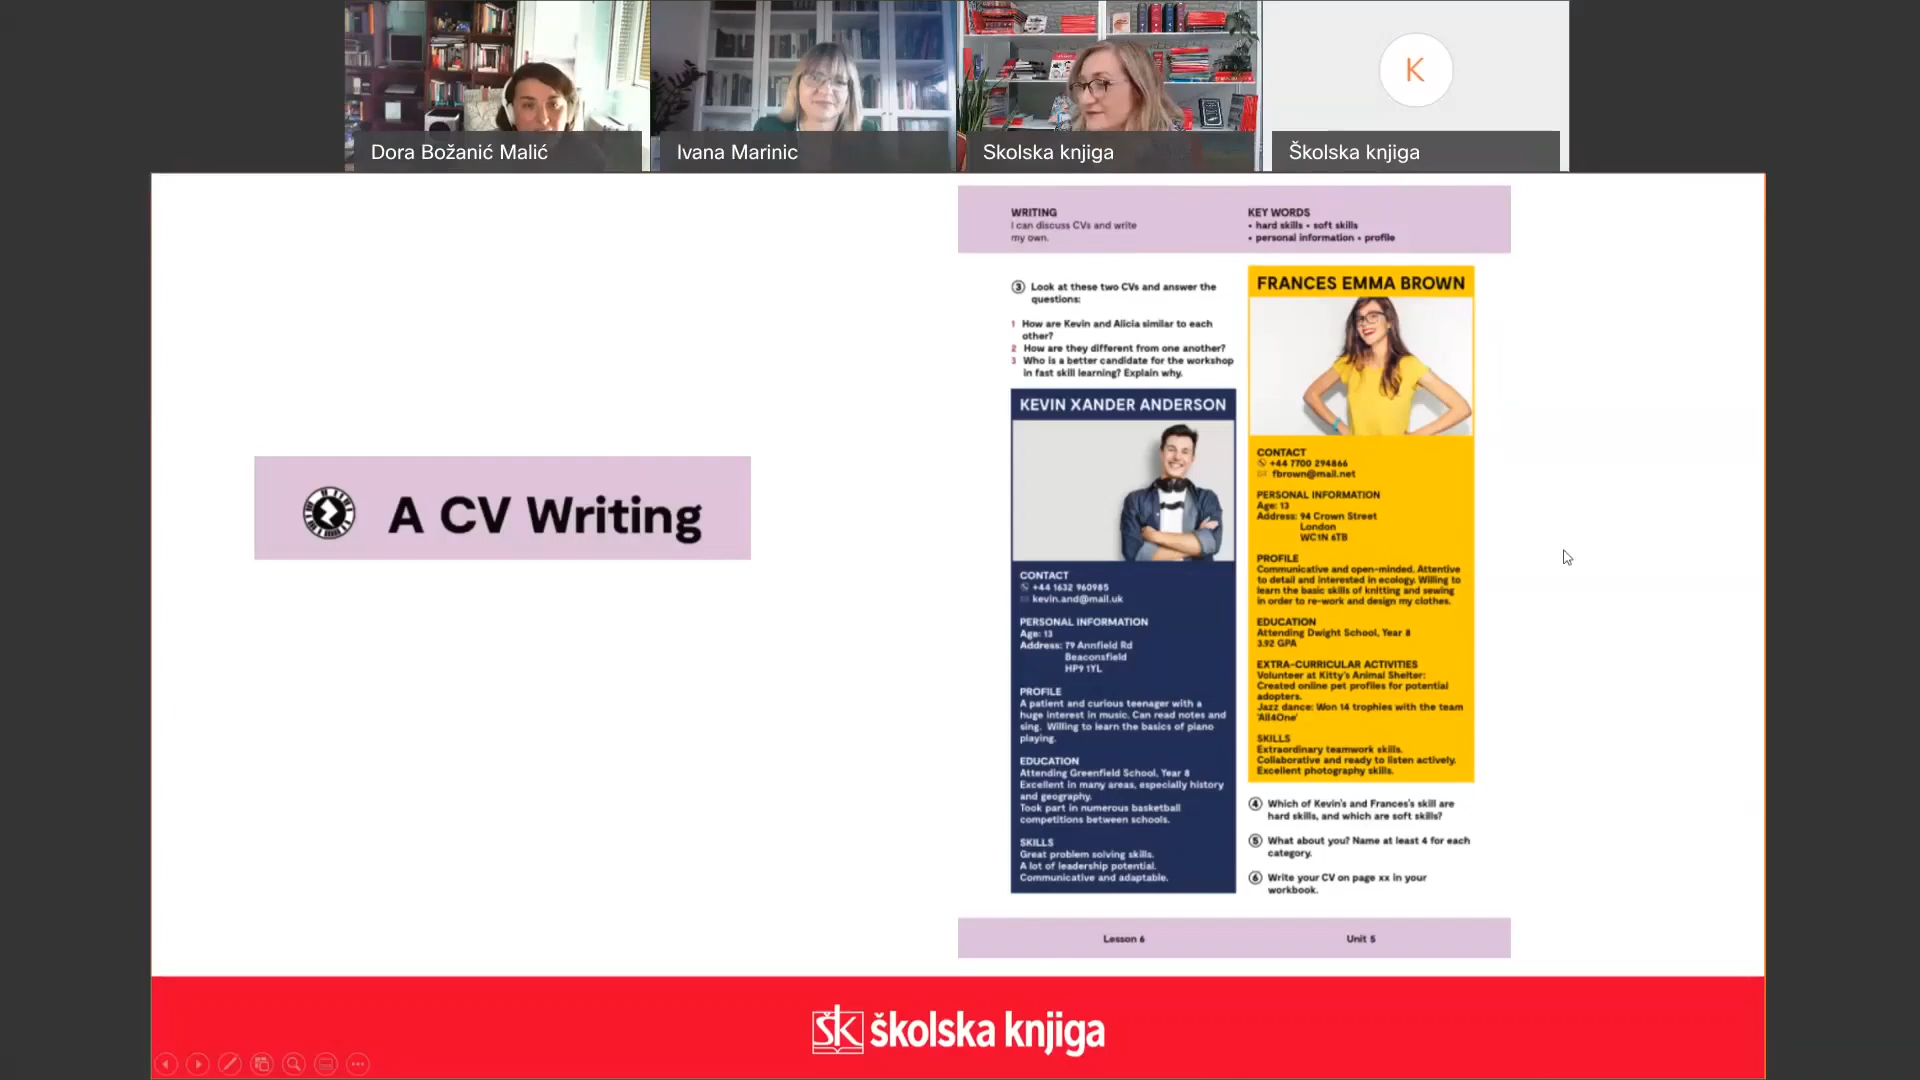 Dora Božanić Malić
Ivana Marinic
Skolska knjiga
K
Školska knjiga
A CV Writing
WRITING
I can discuss CVs and write
my own.
KEY WORDS
• hard skills • soft skills
• personal information • profile
3 Look at these two CVs and answer the
questions:
1 How are Kevin and Alicia similar to each
other?
2 How are they different from one another?
3 Who is a better candidate for the workshop
in fast skill learning? Explain why.
KEVIN XANDER ANDERSON
CONTACT
+44 1632 960985
kevin.and@mail.uk
PERSONAL INFORMATION
Age: 13
Address: 79 Annfield Rd
Beaconsfield
HP9 1YL
PROFILE
A patient and curious teenager with a
huge interest in music. Can read notes and
sing. Willing to learn the basics of piano
playing.
EDUCATION
Attending Greenfield School, Year 8
Excellent in many areas, especially history
and geography.
Took part in numerous basketball
competitions between schools.
SKILLS
Great problem solving skills.
A lot of leadership potential.
Communicative and adaptable.
FRANCES EMMA BROWN
CONTACT
+44 7700 294866
fbrown@mail.net
PERSONAL INFORMATION
Age: 13
Address: 94 Crown Street
London
WC1N 6TB
PROFILE
Communicative and open-minded. Attentive
to detail and interested in ecology. Willing to
learn the basic skills of knitting and sewing
in order to re-work and design my clothes.
EDUCATION
Attending Dwight School, Year 8
3.92 GPA
EXTRA-CURRICULAR ACTIVITIES
Volunteer at Kitty's Animal Shelter:
Created online pet profiles for potential
adopters.
Jazz dance: Won 14 trophies with the team
'All4One'
SKILLS
Extraordinary teamwork skills.
Collaborative and ready to listen actively.
Excellent photography skills.
4 Which of Kevin's and Frances's skill are
hard skills, and which are soft skills?
5 What about you? Name at least 4 for each
category.
6 Write your CV on page xx in your
workbook.
Lesson 6
Unit 5
ŠK školska knjiga